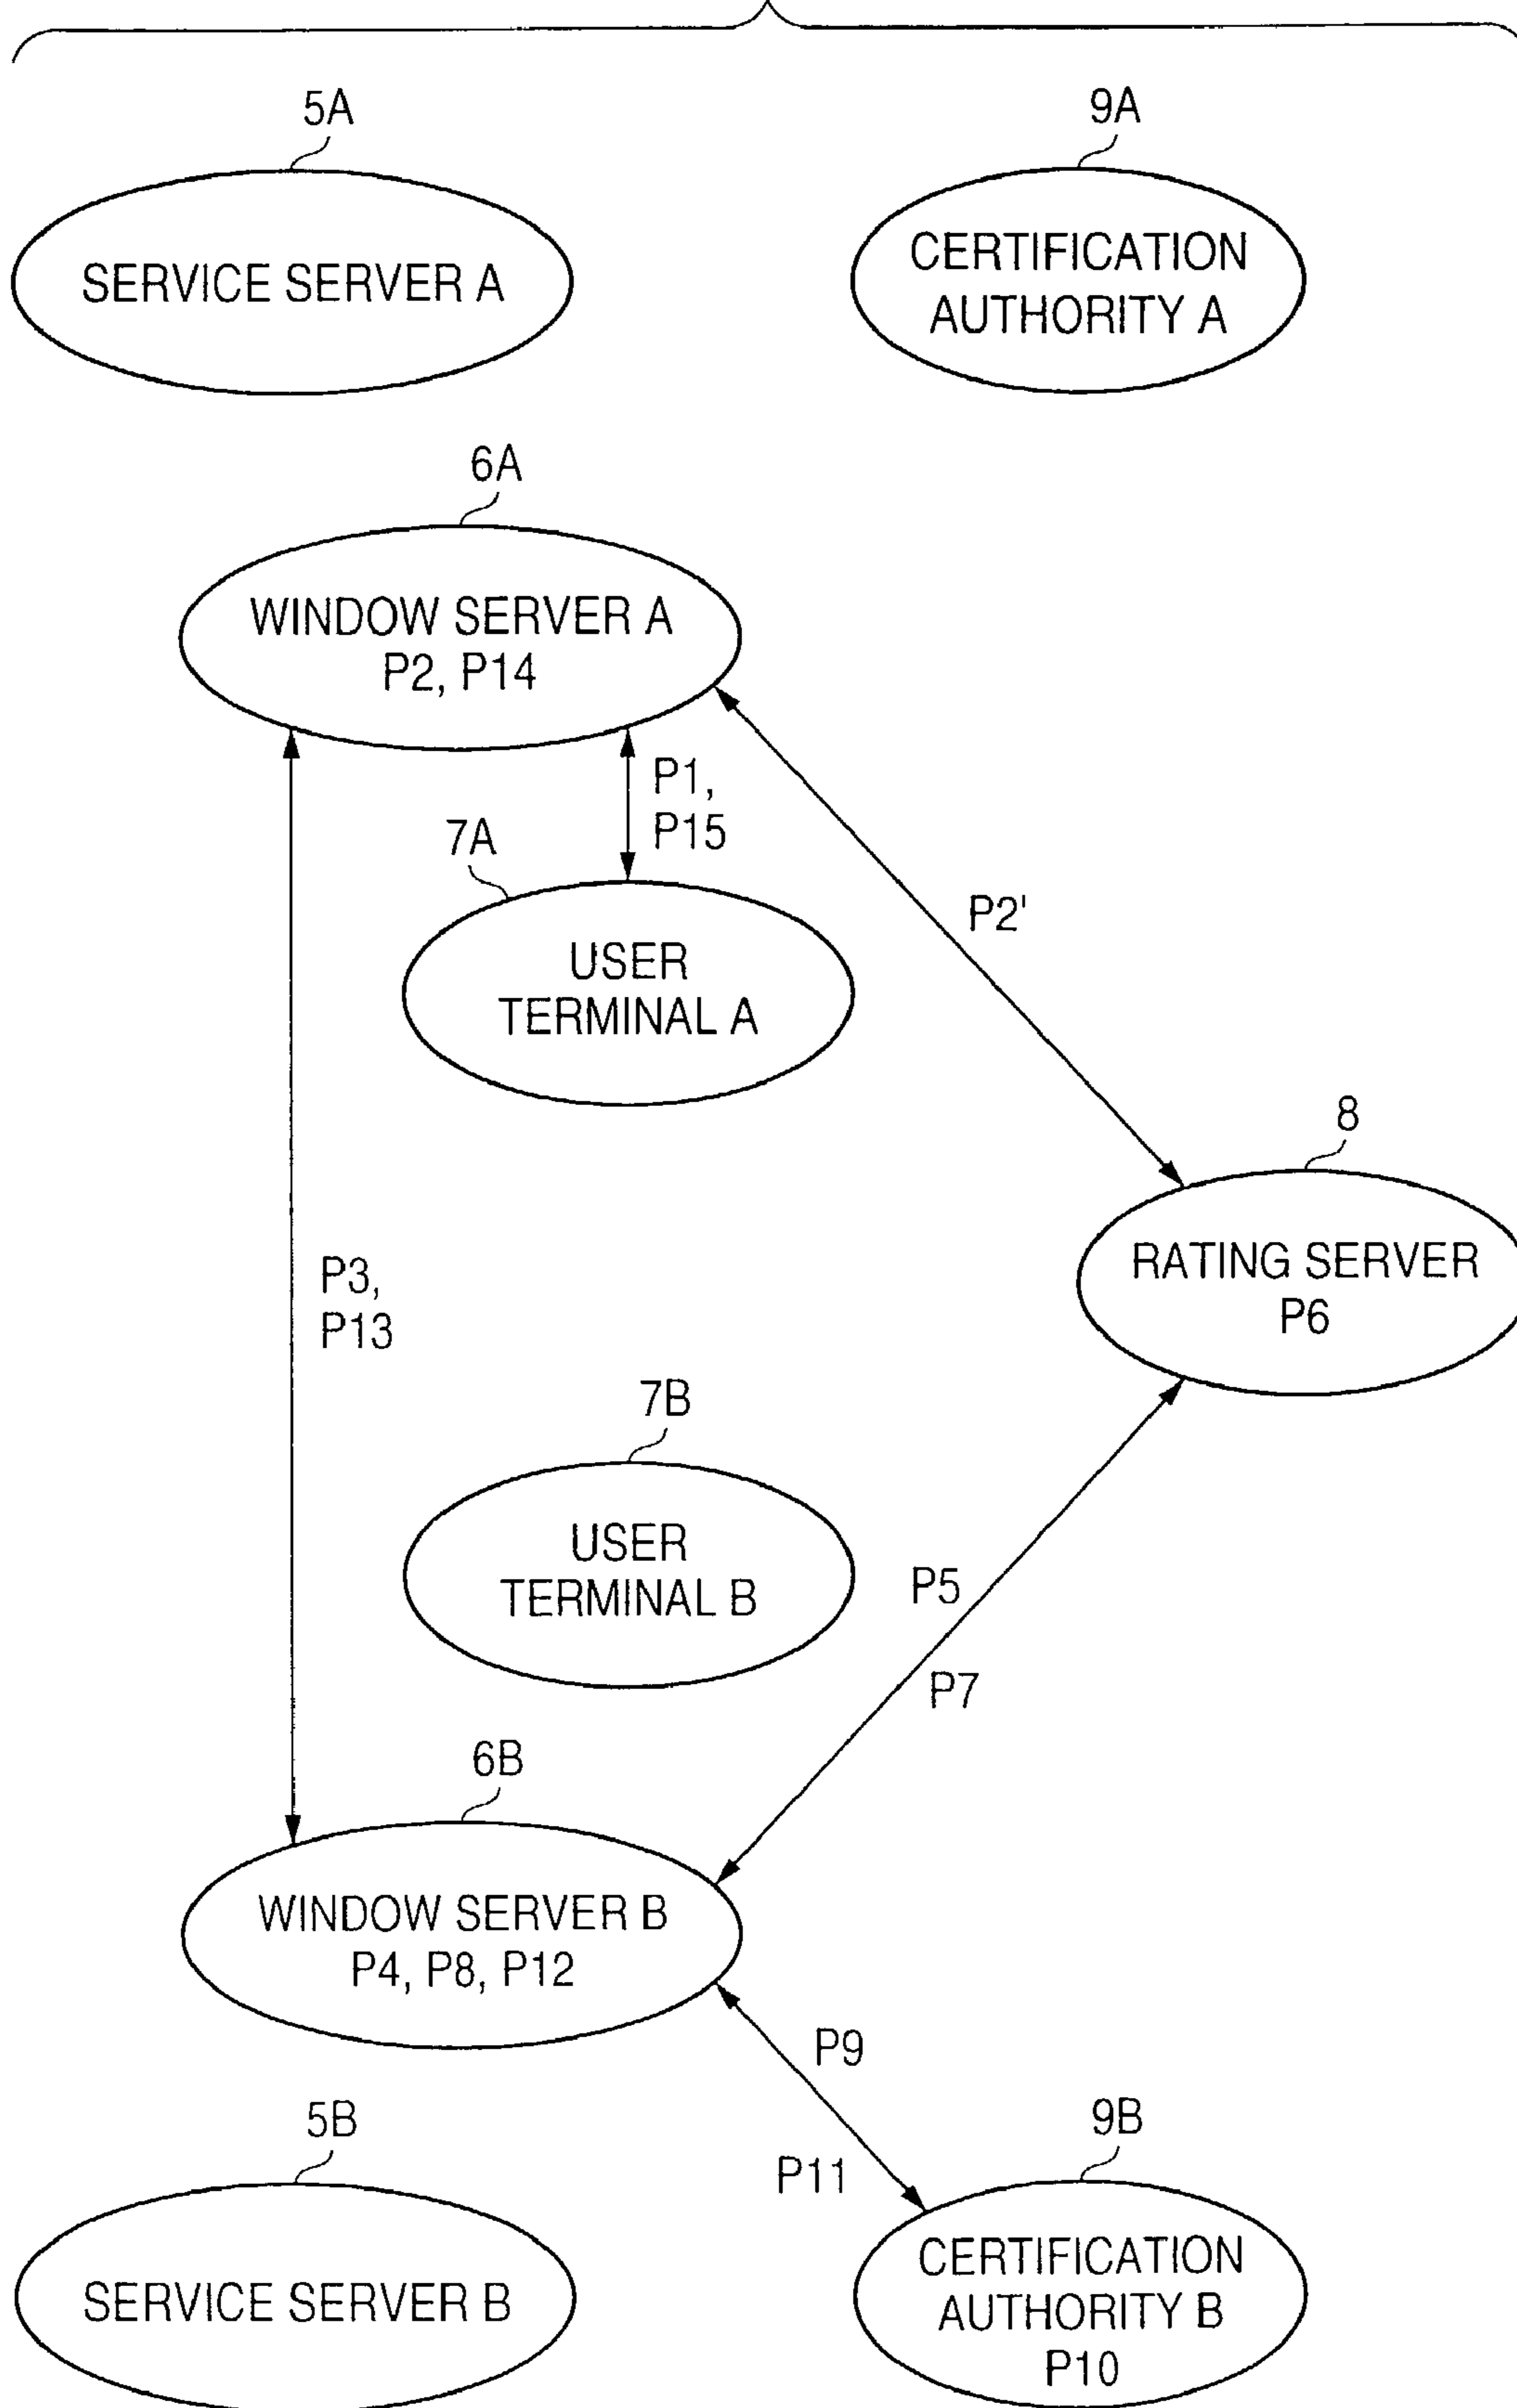 5A
9A
SERVICE SERVER A
CERTIFICATION
AUTHORITY A
6A
WINDOW SERVER A
P2, P14
P1,
P15
7A
USER
TERMINAL A
P2'
8
RATING SERVER
P6
P3,
P13
7B
USER
TERMINAL B
P5
P7
6B
WINDOW SERVER B
P4, P8, P12
P9
P11
5B
9B
SERVICE SERVER B
CERTIFICATION
AUTHORITY B
P10